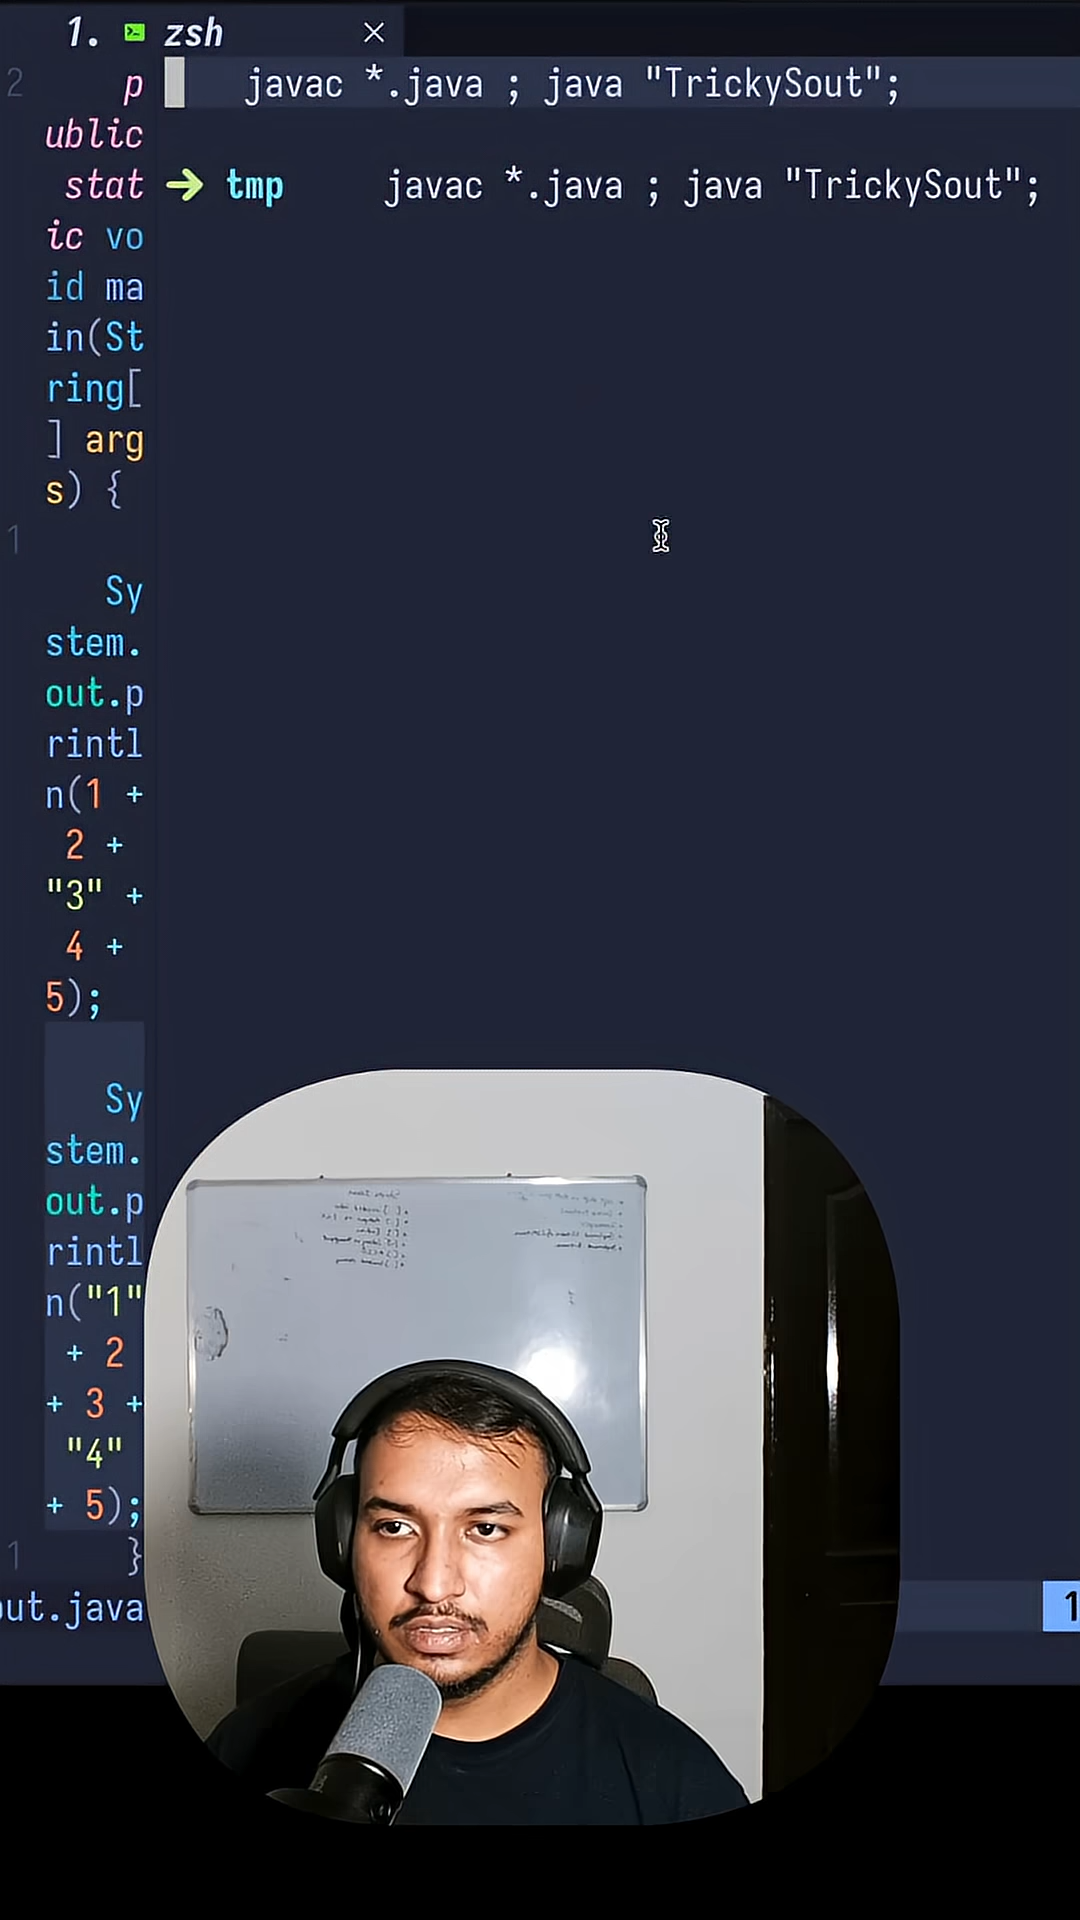 1. zsh ×
2 p javac *.java ; java "TrickySout";
ublic
stat → tmp javac *.java ; java "TrickySout";
ic vo
id ma
in(St
ring[
] arg
s) {
1
Sy
stem.
out.p
rintl
n(1 +
2 +
"3" +
4 +
5);
Sy
stem.
out.p
rintl
n("1"
+ 2
+ 3 +
"4"
+ 5);
1 }
out.java 1